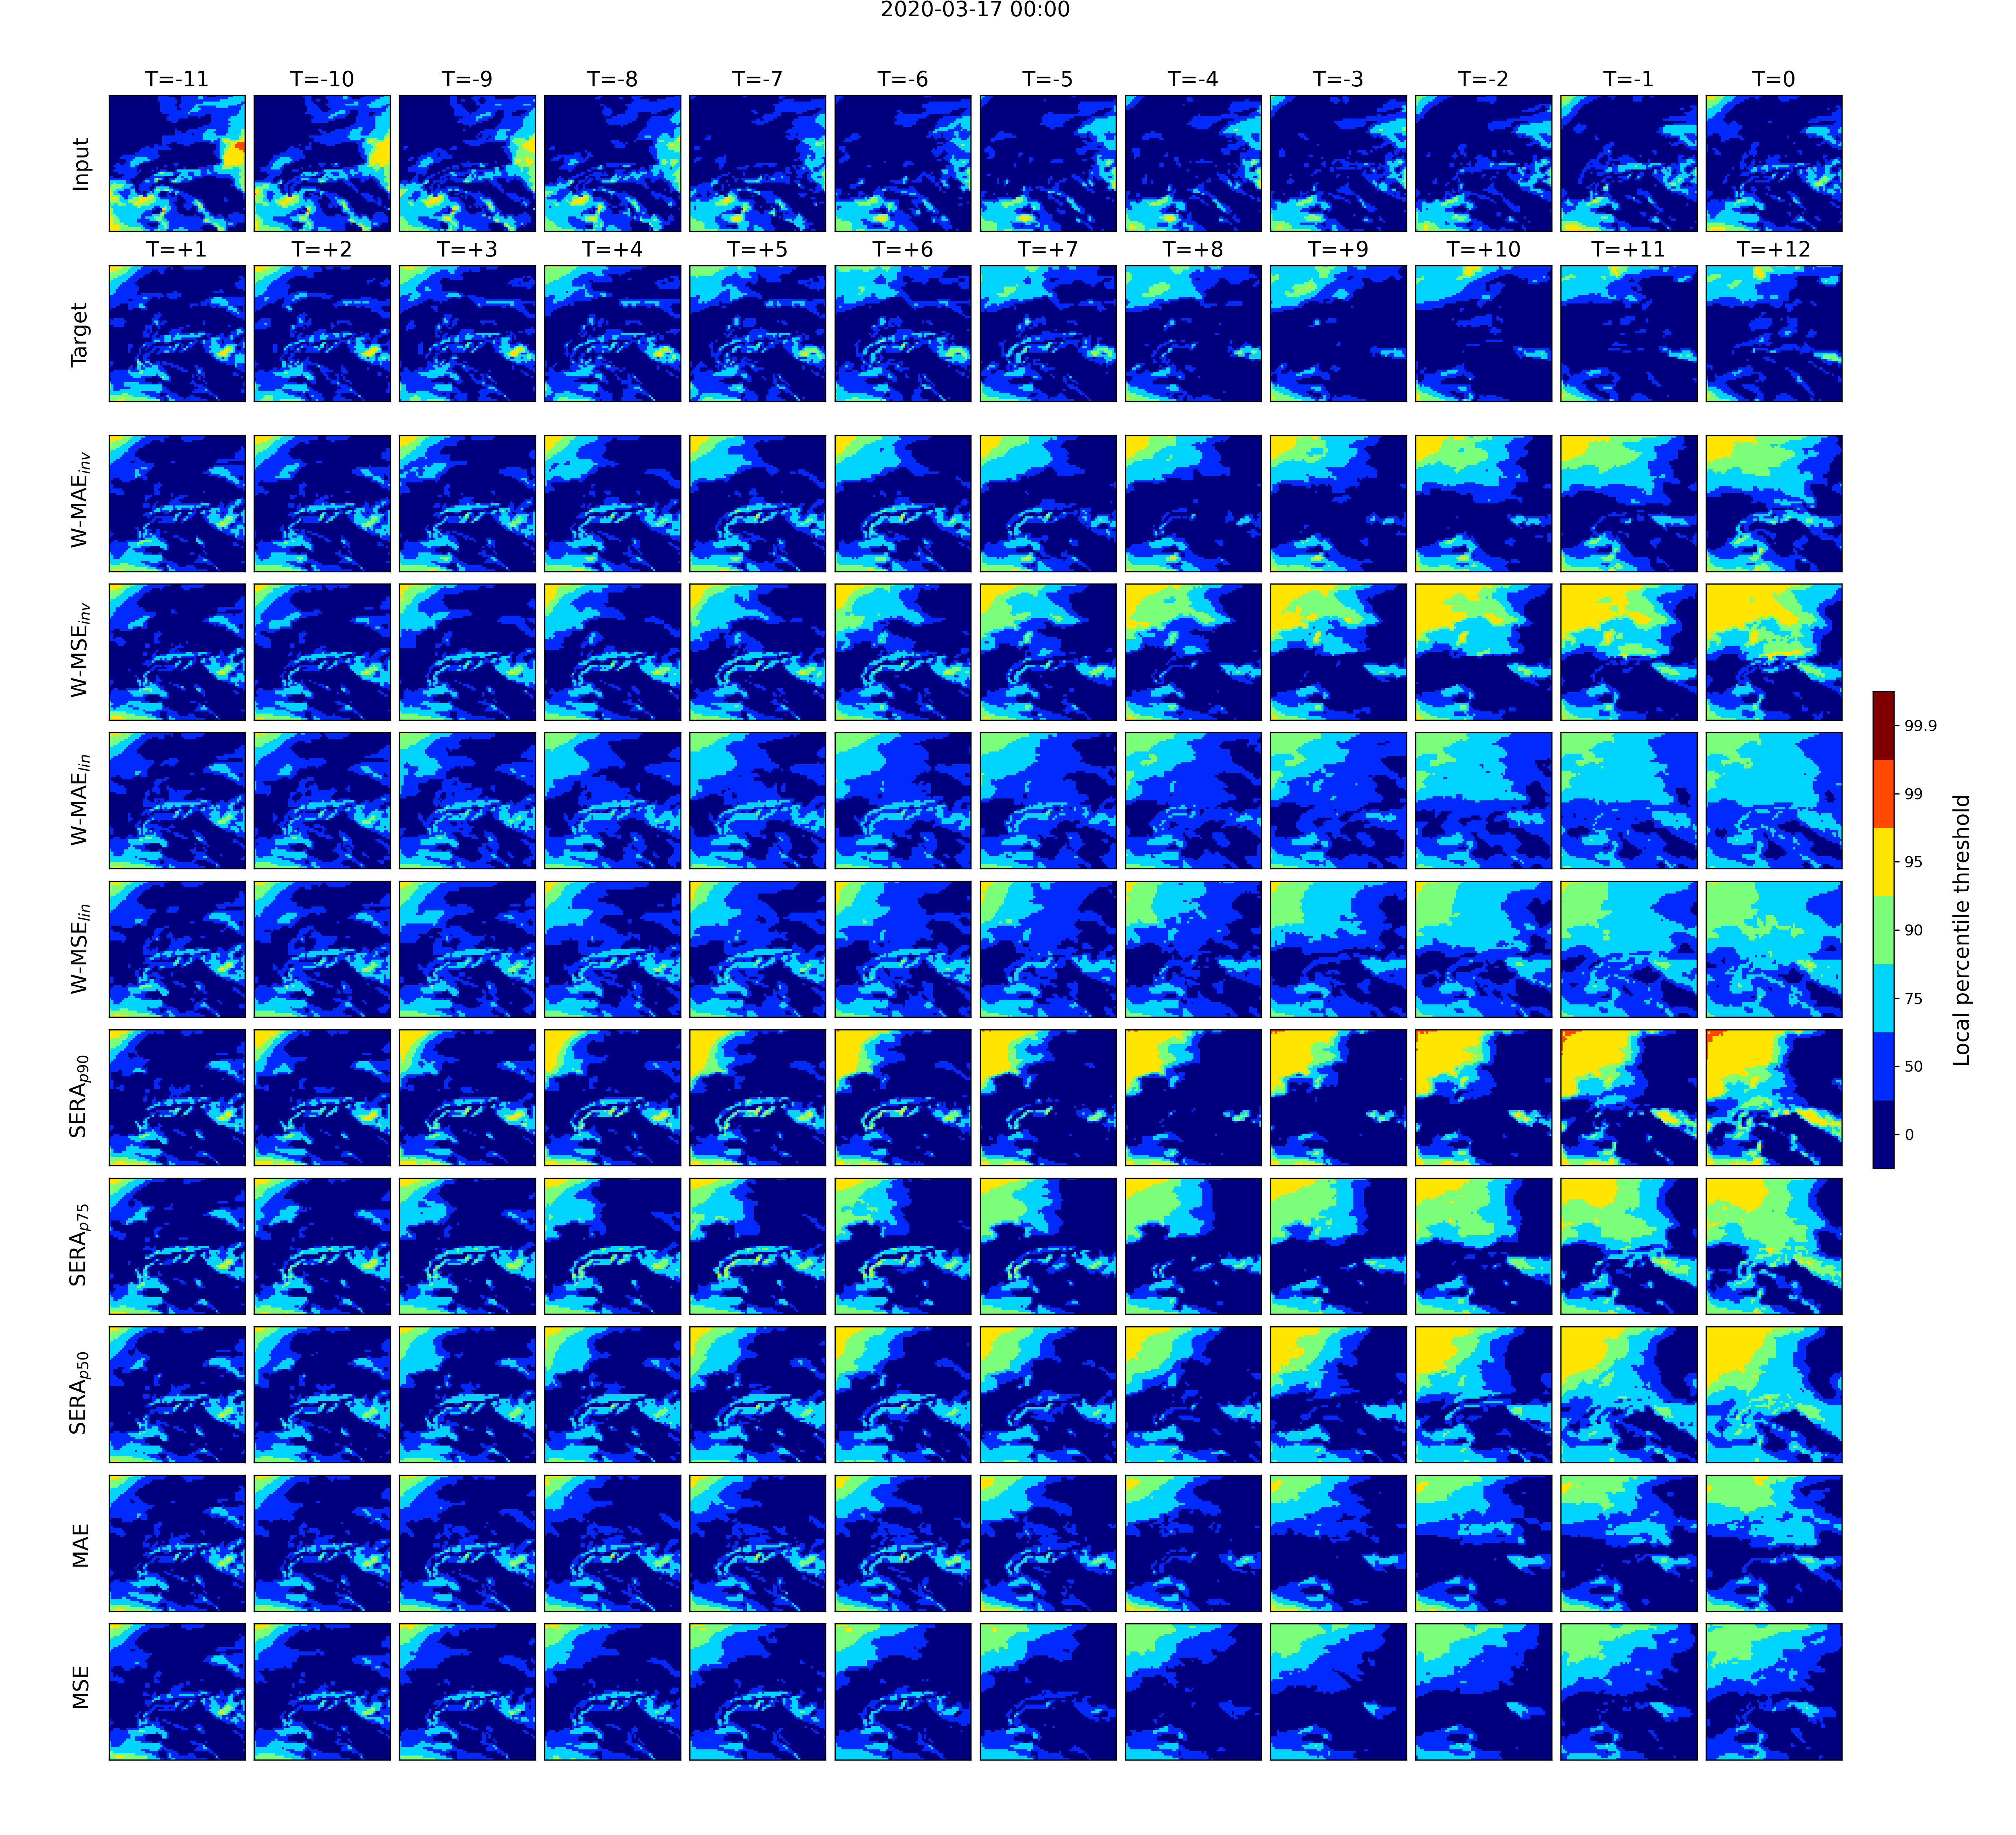 2020-03-17 00:00
T=-11 T=-10 T=-9 T=-8 T=-7 T=-6 T=-5 T=-4 T=-3 T=-2 T=-1 T=0
Input
T=+1 T=+2 T=+3 T=+4 T=+5 T=+6 T=+7 T=+8 T=+9 T=+10 T=+11 T=+12
Target
W-MAEinv
W-MSEinv
W-MAElin
W-MSElin
SERAp90
SERAp75
SERAp50
MAE
MSE
99.9
99
95
90
75
50
0
Local percentile threshold